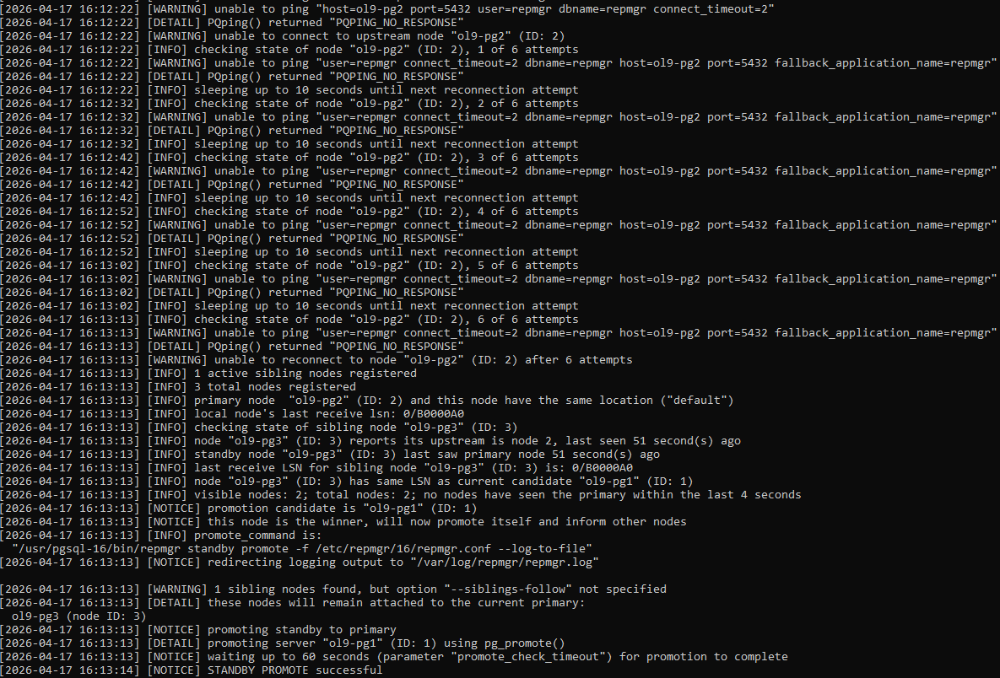 [2026-04-17 16:12:22] [WARNING] unable to ping "host=ol9-pg2 port=5432 user=repmgr dbname=repmgr connect_timeout=2"
[2026-04-17 16:12:22] [DETAIL] PQping() returned "PQPING_NO_RESPONSE"
[2026-04-17 16:12:22] [WARNING] unable to connect to upstream node "ol9-pg2" (ID: 2)
[2026-04-17 16:12:22] [INFO] checking state of node "ol9-pg2" (ID: 2), 1 of 6 attempts
[2026-04-17 16:12:22] [WARNING] unable to ping "user=repmgr connect_timeout=2 dbname=repmgr host=ol9-pg2 port=5432 fallback_application_name=repmgr"
[2026-04-17 16:12:22] [DETAIL] PQping() returned "PQPING_NO_RESPONSE"
[2026-04-17 16:12:22] [INFO] sleeping up to 10 seconds until next reconnection attempt
[2026-04-17 16:12:32] [INFO] checking state of node "ol9-pg2" (ID: 2), 2 of 6 attempts
[2026-04-17 16:12:32] [WARNING] unable to ping "user=repmgr connect_timeout=2 dbname=repmgr host=ol9-pg2 port=5432 fallback_application_name=repmgr"
[2026-04-17 16:12:32] [DETAIL] PQping() returned "PQPING_NO_RESPONSE"
[2026-04-17 16:12:32] [INFO] sleeping up to 10 seconds until next reconnection attempt
[2026-04-17 16:12:42] [INFO] checking state of node "ol9-pg2" (ID: 2), 3 of 6 attempts
[2026-04-17 16:12:42] [WARNING] unable to ping "user=repmgr connect_timeout=2 dbname=repmgr host=ol9-pg2 port=5432 fallback_application_name=repmgr"
[2026-04-17 16:12:42] [DETAIL] PQping() returned "PQPING_NO_RESPONSE"
[2026-04-17 16:12:42] [INFO] sleeping up to 10 seconds until next reconnection attempt
[2026-04-17 16:12:52] [INFO] checking state of node "ol9-pg2" (ID: 2), 4 of 6 attempts
[2026-04-17 16:12:52] [WARNING] unable to ping "user=repmgr connect_timeout=2 dbname=repmgr host=ol9-pg2 port=5432 fallback_application_name=repmgr"
[2026-04-17 16:12:52] [DETAIL] PQping() returned "PQPING_NO_RESPONSE"
[2026-04-17 16:12:52] [INFO] sleeping up to 10 seconds until next reconnection attempt
[2026-04-17 16:13:02] [INFO] checking state of node "ol9-pg2" (ID: 2), 5 of 6 attempts
[2026-04-17 16:13:02] [WARNING] unable to ping "user=repmgr connect_timeout=2 dbname=repmgr host=ol9-pg2 port=5432 fallback_application_name=repmgr"
[2026-04-17 16:13:02] [DETAIL] PQping() returned "PQPING_NO_RESPONSE"
[2026-04-17 16:13:02] [INFO] sleeping up to 10 seconds until next reconnection attempt
[2026-04-17 16:13:13] [INFO] checking state of node "ol9-pg2" (ID: 2), 6 of 6 attempts
[2026-04-17 16:13:13] [WARNING] unable to ping "user=repmgr connect_timeout=2 dbname=repmgr host=ol9-pg2 port=5432 fallback_application_name=repmgr"
[2026-04-17 16:13:13] [DETAIL] PQping() returned "PQPING_NO_RESPONSE"
[2026-04-17 16:13:13] [WARNING] unable to reconnect to node "ol9-pg2" (ID: 2) after 6 attempts
[2026-04-17 16:13:13] [INFO] 1 active sibling nodes registered
[2026-04-17 16:13:13] [INFO] 3 total nodes registered
[2026-04-17 16:13:13] [INFO] primary node  "ol9-pg2" (ID: 2) and this node have the same location ("default")
[2026-04-17 16:13:13] [INFO] local node's last receive lsn: 0/B0000A0
[2026-04-17 16:13:13] [INFO] checking state of sibling node "ol9-pg3" (ID: 3)
[2026-04-17 16:13:13] [INFO] node "ol9-pg3" (ID: 3) reports its upstream is node 2, last seen 51 second(s) ago
[2026-04-17 16:13:13] [INFO] standby node "ol9-pg3" (ID: 3) last saw primary node 51 second(s) ago
[2026-04-17 16:13:13] [INFO] last receive LSN for sibling node "ol9-pg3" (ID: 3) is: 0/B0000A0
[2026-04-17 16:13:13] [INFO] node "ol9-pg3" (ID: 3) has same LSN as current candidate "ol9-pg1" (ID: 1)
[2026-04-17 16:13:13] [INFO] visible nodes: 2; total nodes: 2; no nodes have seen the primary within the last 4 seconds
[2026-04-17 16:13:13] [NOTICE] promotion candidate is "ol9-pg1" (ID: 1)
[2026-04-17 16:13:13] [NOTICE] this node is the winner, will now promote itself and inform other nodes
[2026-04-17 16:13:13] [INFO] promote_command is:
  "/usr/pgsql-16/bin/repmgr standby promote -f /etc/repmgr/16/repmgr.conf --log-to-file"
[2026-04-17 16:13:13] [NOTICE] redirecting logging output to "/var/log/repmgr/repmgr.log"

[2026-04-17 16:13:13] [WARNING] 1 sibling nodes found, but option "--siblings-follow" not specified
[2026-04-17 16:13:13] [DETAIL] these nodes will remain attached to the current primary:
  ol9-pg3 (node ID: 3)
[2026-04-17 16:13:13] [NOTICE] promoting standby to primary
[2026-04-17 16:13:13] [DETAIL] promoting server "ol9-pg1" (ID: 1) using pg_promote()
[2026-04-17 16:13:13] [NOTICE] waiting up to 60 seconds (parameter "promote_check_timeout") for promotion to complete
[2026-04-17 16:13:14] [NOTICE] STANDBY PROMOTE successful